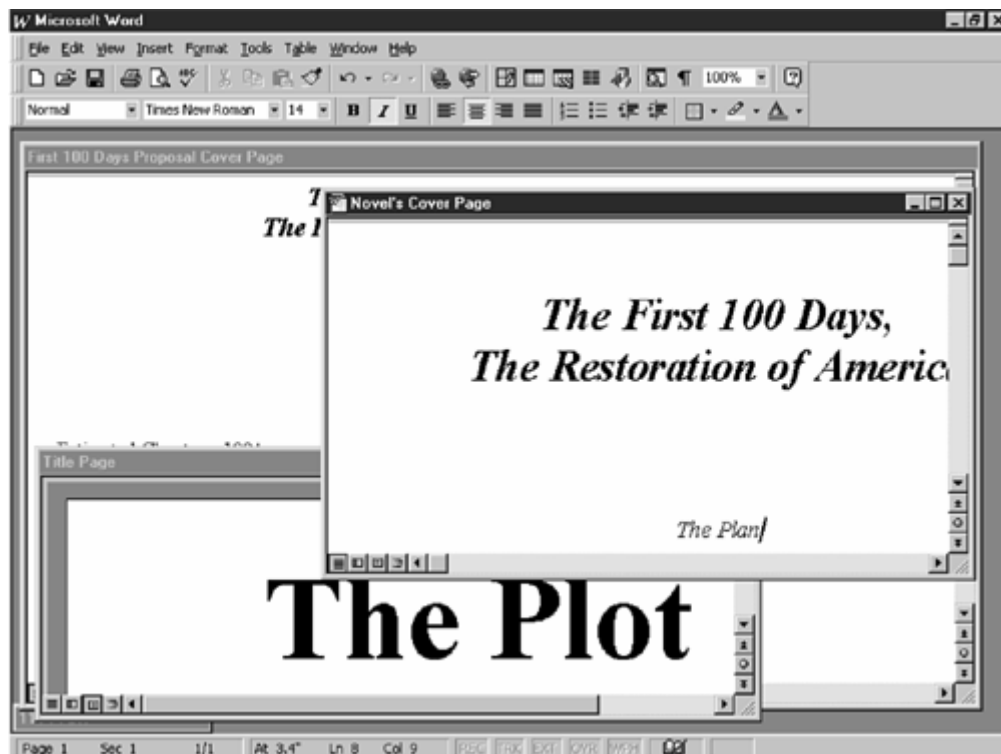 Microsoft Word
File Edit View Insert Format Tools Table Window Help
100%
Normal Times New Roman 14 B I U
First 100 Days Proposal Cover Page
Novel's Cover Page
The First 100 Days,
The Restoration of Americ
The Plan
Title Page
The Plot
Page 1 Sec 1 1/1 At 3.4" Ln 8 Col 9 REC TRK EXT OVR WPH